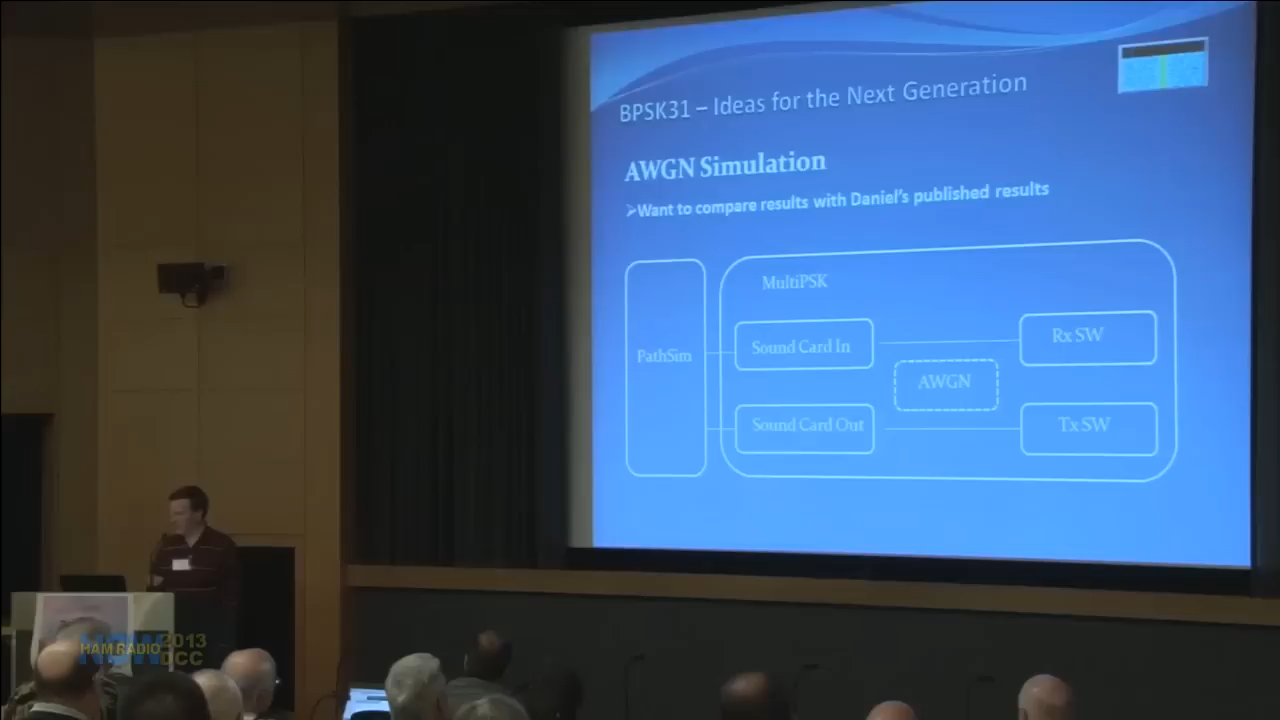 BPSK31 – Ideas for the Next Generation
AWGN Simulation
➢Want to compare results with Daniel's published results
MultiPSK
PathSim
Sound Card In
Rx SW
AWGN
Sound Card Out
Tx SW
HAM RADIO
NOW
2013
DCC